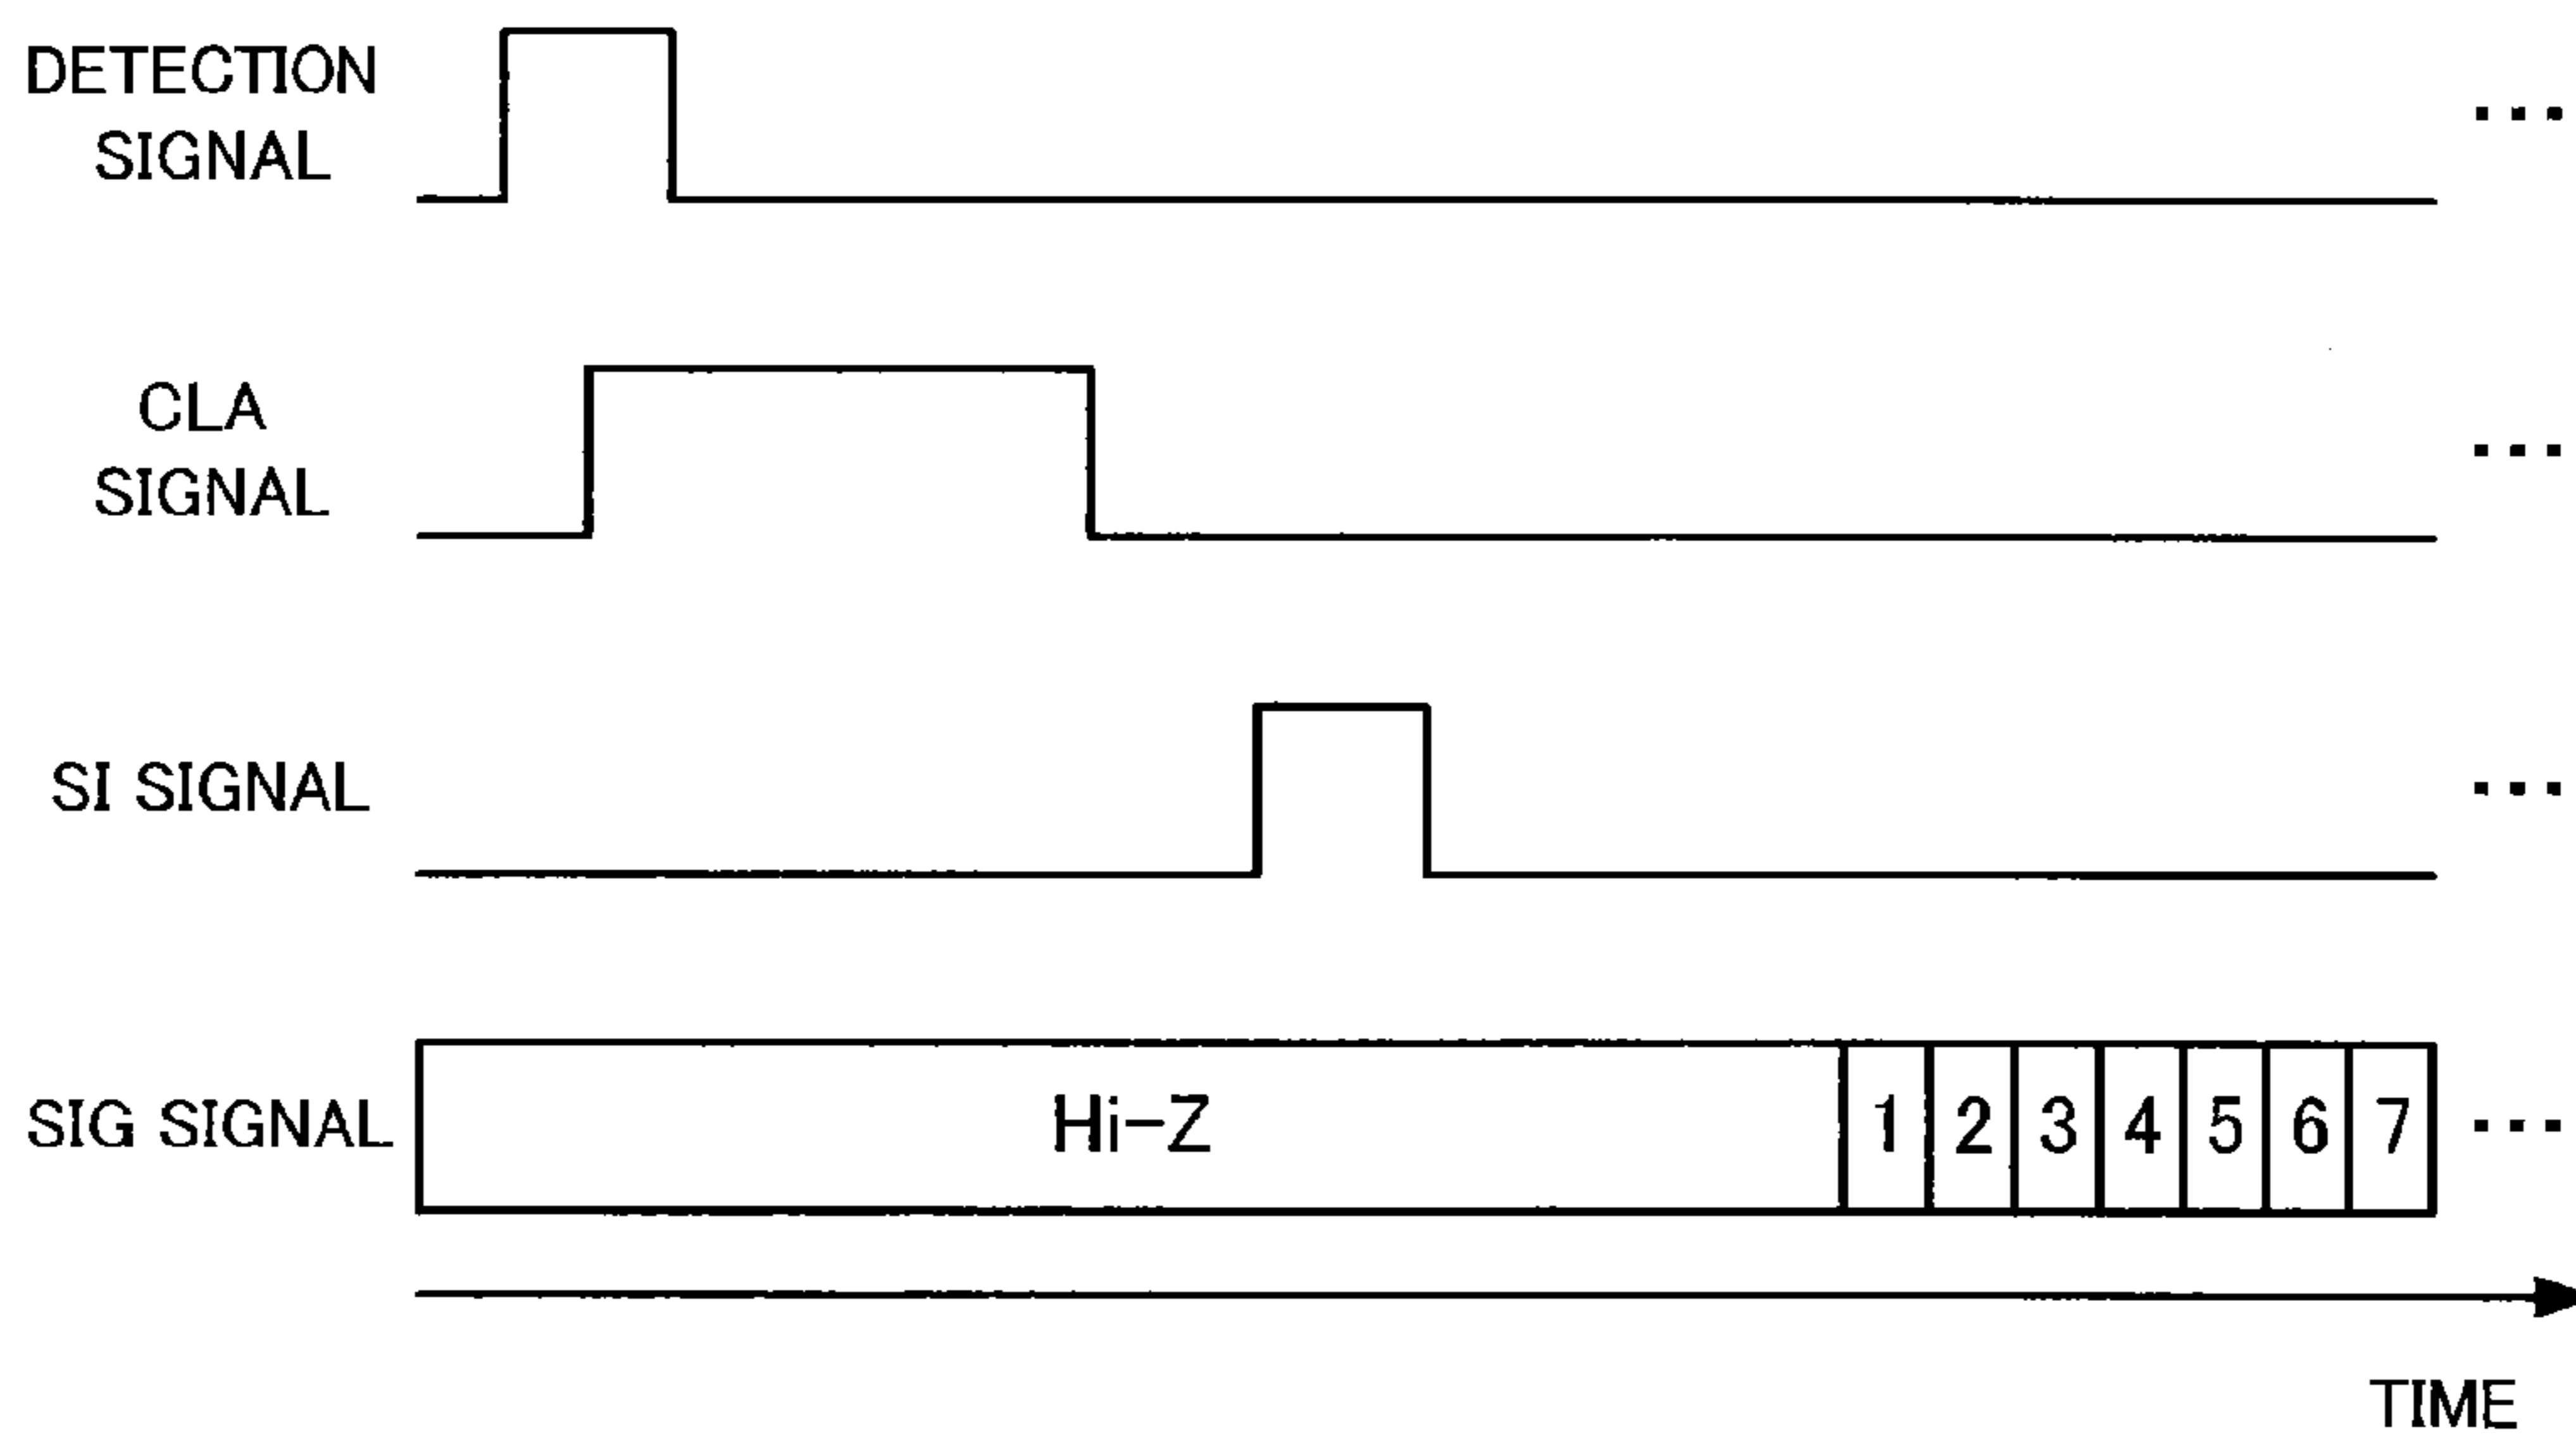 DETECTION
SIGNAL
...
CLA
SIGNAL
...
SI SIGNAL
...
SIG SIGNAL
Hi-Z
1 2 3 4 5 6 7 ...
TIME